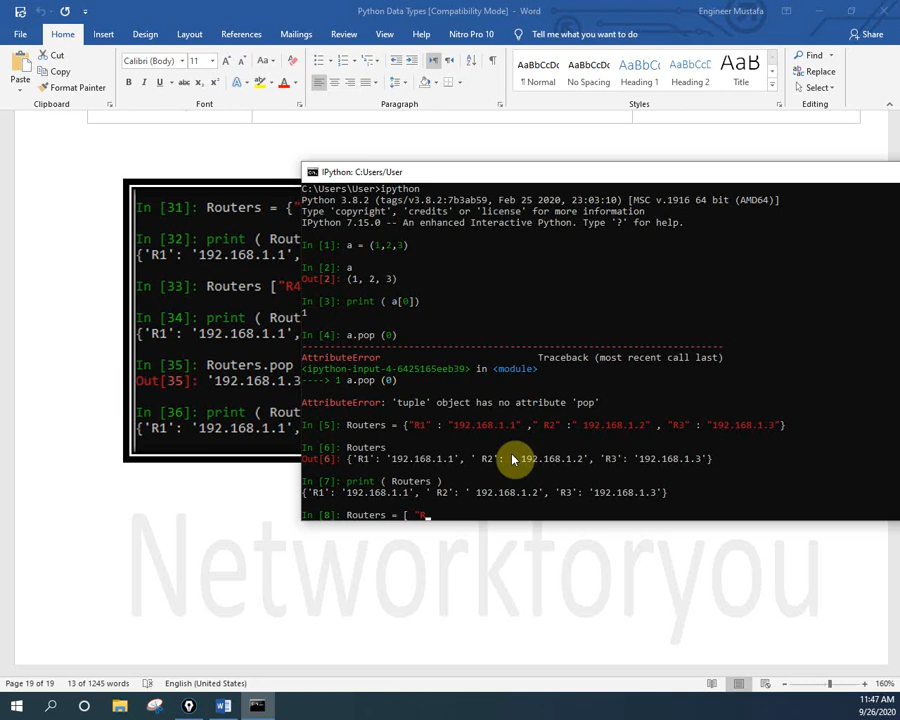 Python Data Types [Compatibility Mode] - Word
Engineer Mustafa
File Home Insert Design Layout References Mailings Review View Help Nitro Pro 10 Tell me what you want to do Share
Paste
Cut
Copy
Format Painter
Clipboard
Calibri (Body) 11
Font
Paragraph
AaBbCcDc AaBbCcDc AaBbCc AaBbCcC AaB
¶ Normal No Spacing Heading 1 Heading 2 Title
Styles
Find
Replace
Select
Editing
In [31]: Routers = {"
In [32]: print ( Rout
{'R1': '192.168.1.1',
In [33]: Routers ["R4
In [34]: print ( Rout
{'R1': '192.168.1.1',
In [35]: Routers.pop
Out[35]: '192.168.1.3
In [36]: print ( Rout
{'R1': '192.168.1.1',
IPython: C:Users/User
C:\Users\User>ipython
Python 3.8.2 (tags/v3.8.2:7b3ab59, Feb 25 2020, 23:03:10) [MSC v.1916 64 bit (AMD64)]
Type 'copyright', 'credits' or 'license' for more information
IPython 7.15.0 -- An enhanced Interactive Python. Type '?' for help.
In [1]: a = (1,2,3)
In [2]: a
Out[2]: (1, 2, 3)
In [3]: print ( a[0])
1
In [4]: a.pop (0)
AttributeError Traceback (most recent call last)
<ipython-input-4-6425165eeb39> in <module>
----> 1 a.pop (0)
AttributeError: 'tuple' object has no attribute 'pop'
In [5]: Routers = {"R1" : "192.168.1.1" ," R2" :" 192.168.1.2" , "R3" : "192.168.1.3"}
In [6]: Routers
Out[6]: {'R1': '192.168.1.1', ' R2': ' 192.168.1.2', 'R3': '192.168.1.3'}
In [7]: print ( Routers )
{'R1': '192.168.1.1', ' R2': ' 192.168.1.2', 'R3': '192.168.1.3'}
In [8]: Routers = [ "R
Networkforyou
Page 19 of 19 13 of 1245 words English (United States) 160%
11:47 AM
9/26/2020